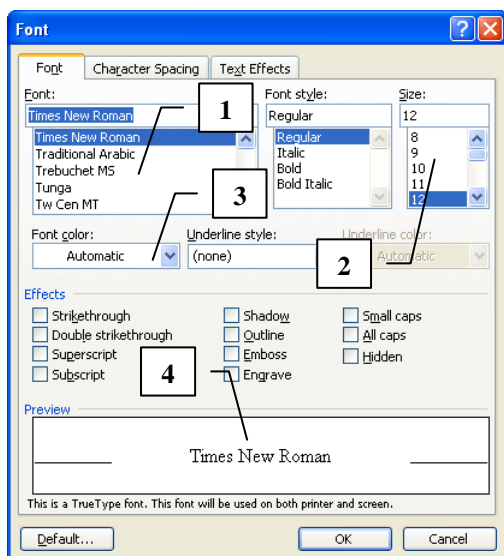 Font
Font Character Spacing Text Effects
Font: Font style: Size:
Times New Roman Regular 12
Times New Roman Regular 8
Traditional Arabic Italic 9
Trebuchet MS Bold 10
Tunga Bold Italic 11
Tw Cen MT 12
1
3
Font color: Underline style: Underline color:
Automatic (none) Automatic
2
Effects
Strikethrough Shadow Small caps
Double strikethrough Outline All caps
Superscript Emboss Hidden
Subscript Engrave
4
Preview
Times New Roman
This is a TrueType font. This font will be used on both printer and screen.
Default... OK Cancel